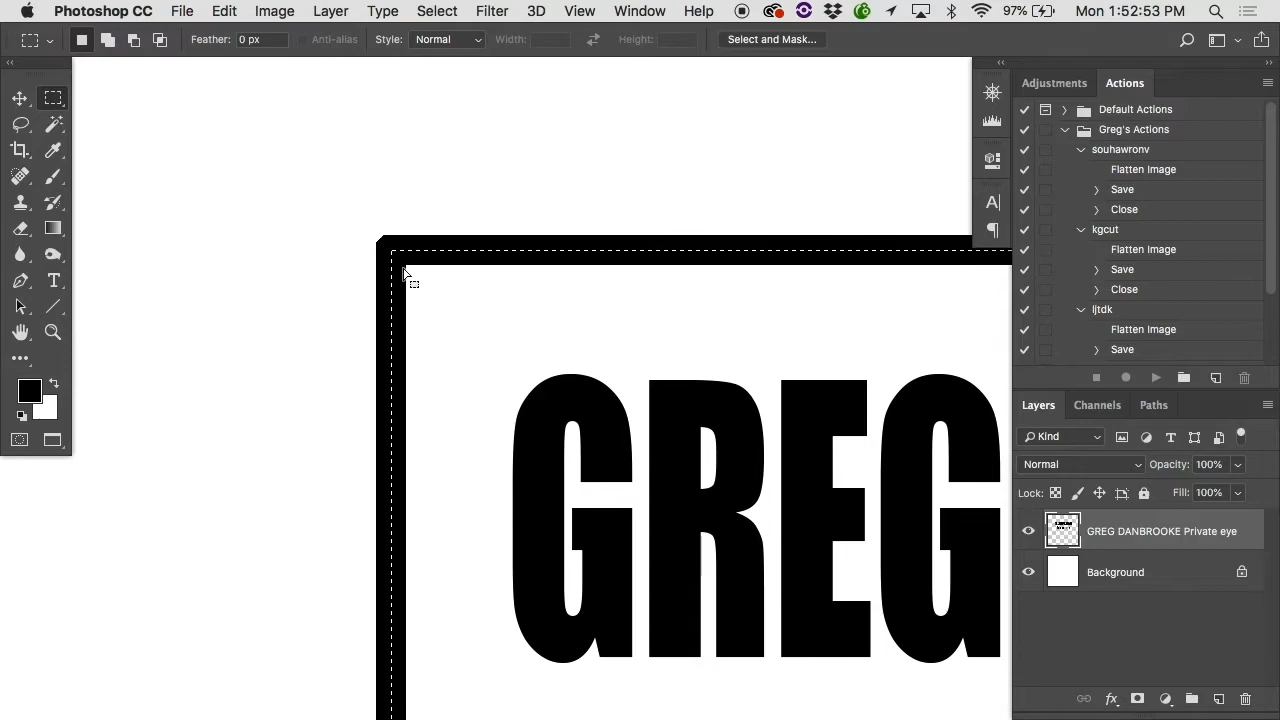 Photoshop CC File Edit Image Layer Type Select Filter 3D View Window Help 97% Mon 1:52:53 PM
Feather: 0 px Anti-alias Style: Normal Width: Height: Select and Mask...
Adjustments Actions
Default Actions
Greg's Actions
souhawronv
Flatten Image
Save
Close
kgcut
Flatten Image
Save
Close
ljtdk
Flatten Image
Save
Layers Channels Paths
Kind
Normal Opacity: 100%
Lock: Fill: 100%
GREG DANBROOKE Private eye
Background
GREG